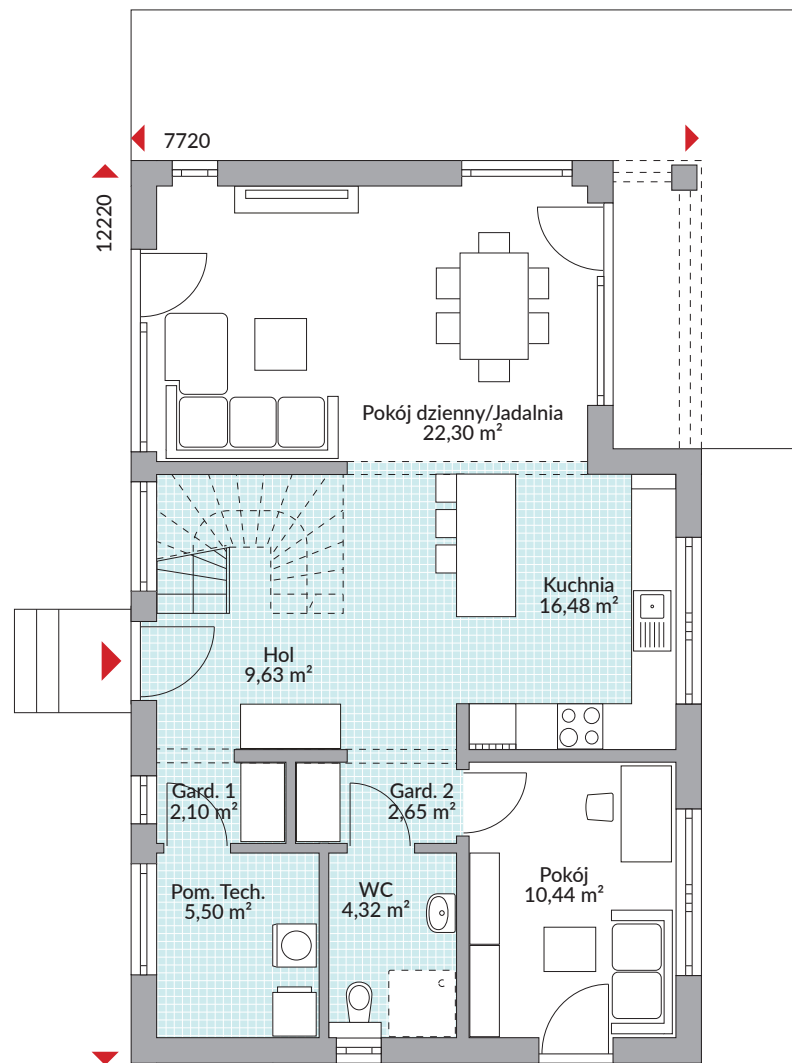 7720
12220
Pokój dzienny/Jadalnia
22,30 m²
Kuchnia
16,48 m²
Hol
9,63 m²
Gard. 1
2,10 m²
Gard. 2
2,65 m²
Pokój
10,44 m²
Pom. Tech.
5,50 m²
WC
4,32 m²